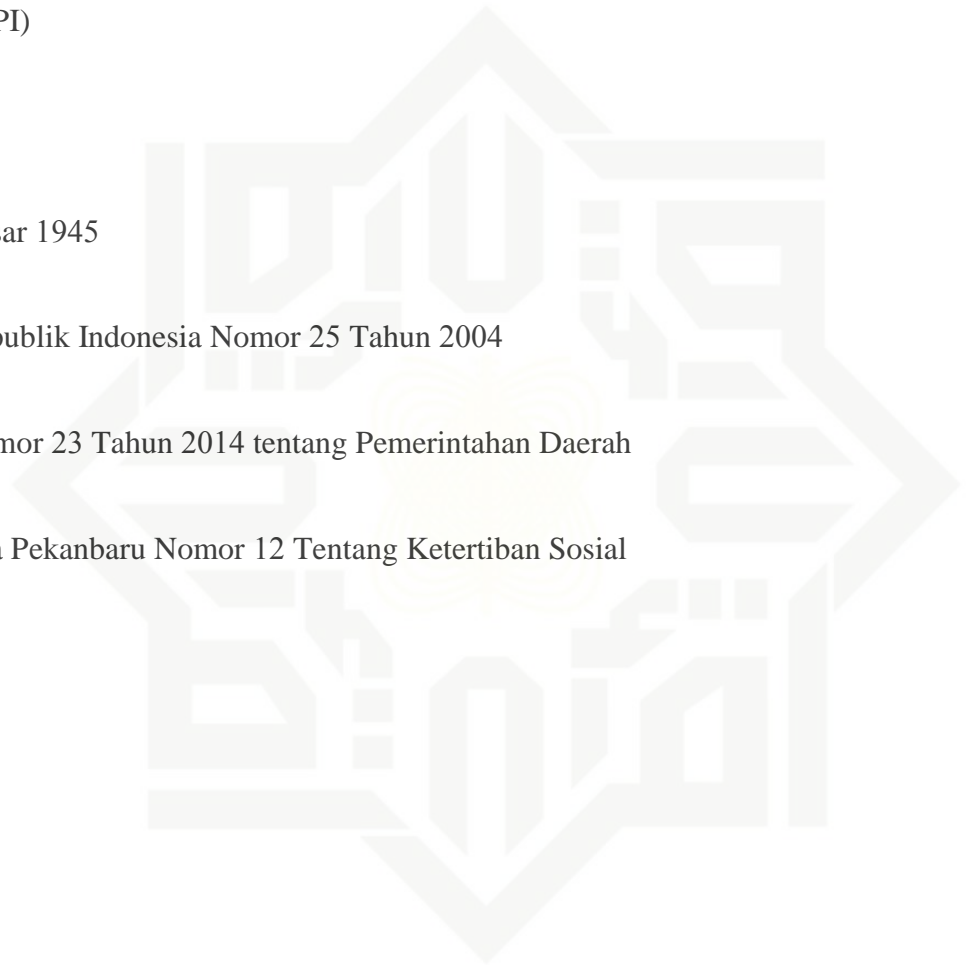 PI)
ar 1945
publik Indonesia Nomor 25 Tahun 2004
mor 23 Tahun 2014 tentang Pemerintahan Daerah
a Pekanbaru Nomor 12 Tentang Ketertiban Sosial